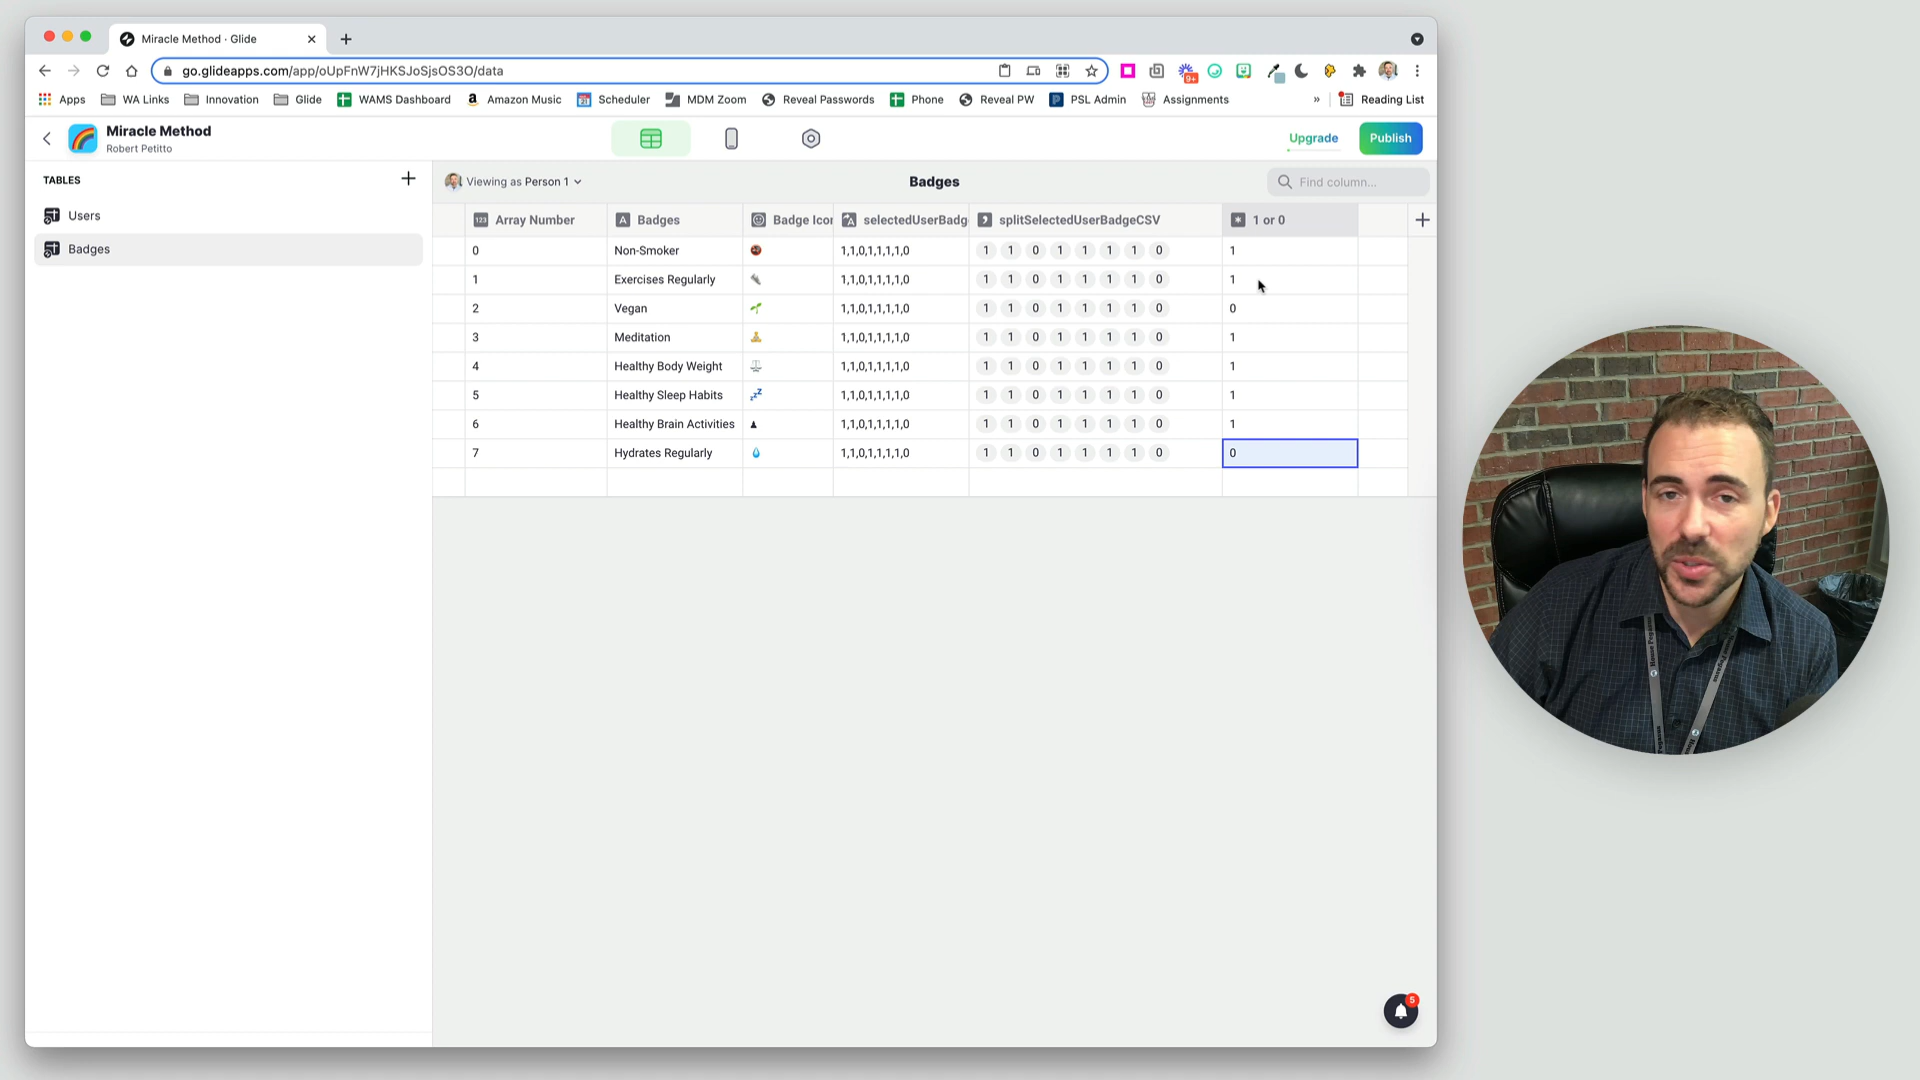 Miracle Method · Glide
go.glideapps.com/app/oUpFnW7jHKSJoSjsOS3O/data
9+
Apps WA Links Innovation Glide WAMS Dashboard Amazon Music Scheduler MDM Zoom Reveal Passwords Phone Reveal PW PSL Admin Assignments » Reading List
Miracle Method
Robert Petitto
Upgrade
Publish
TABLES
Users
Badges
Viewing as Person 1
Badges
Find column...
Array Number Badges Badge Icon selectedUserBadg splitSelectedUserBadgeCSV 1 or 0
0 Non-Smoker 1,1,0,1,1,1,1,0 1 1 0 1 1 1 1 0 1
1 Exercises Regularly 1,1,0,1,1,1,1,0 1 1 0 1 1 1 1 0 1
2 Vegan 1,1,0,1,1,1,1,0 1 1 0 1 1 1 1 0 0
3 Meditation 1,1,0,1,1,1,1,0 1 1 0 1 1 1 1 0 1
4 Healthy Body Weight 1,1,0,1,1,1,1,0 1 1 0 1 1 1 1 0 1
5 Healthy Sleep Habits 1,1,0,1,1,1,1,0 1 1 0 1 1 1 1 0 1
6 Healthy Brain Activities 1,1,0,1,1,1,1,0 1 1 0 1 1 1 1 0 1
7 Hydrates Regularly 1,1,0,1,1,1,1,0 1 1 0 1 1 1 1 0 0
5